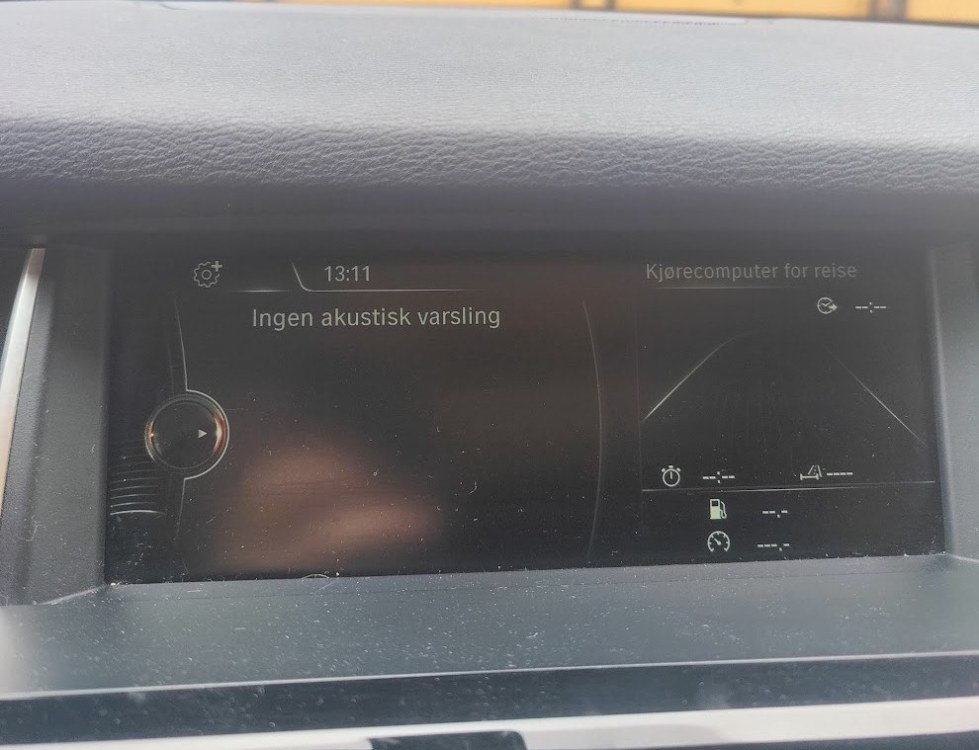 13:11
Kjørecomputer for reise
Ingen akustisk varsling
--:--
--:-- ----
--.-
---.-